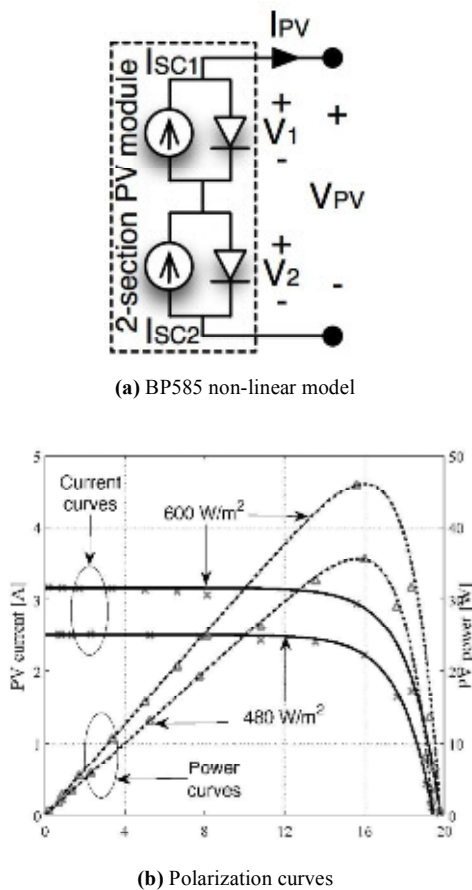 IPV
ISC1
2-section PV module
+
V1
-
+
VPV
+
V2
-
-
ISC2
(a) BP585 non-linear model
5
50
Current
curves
600 W/m²
4
40
PV current [A]
PV power [W]
3
30
2
20
480 W/m²
1
10
Power
curves
0
0
0
4
8
12
16
20
(b) Polarization curves